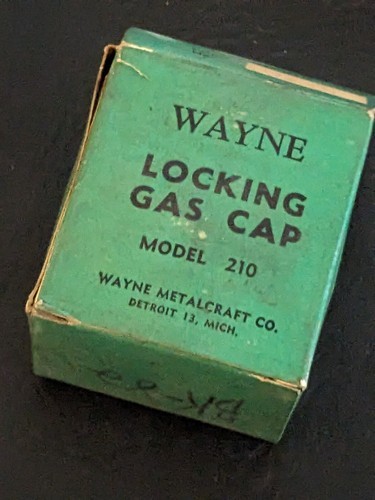 WAYNE
LOCKING
GAS CAP
MODEL 210
WAYNE METALCRAFT CO.
DETROIT 13, MICH.